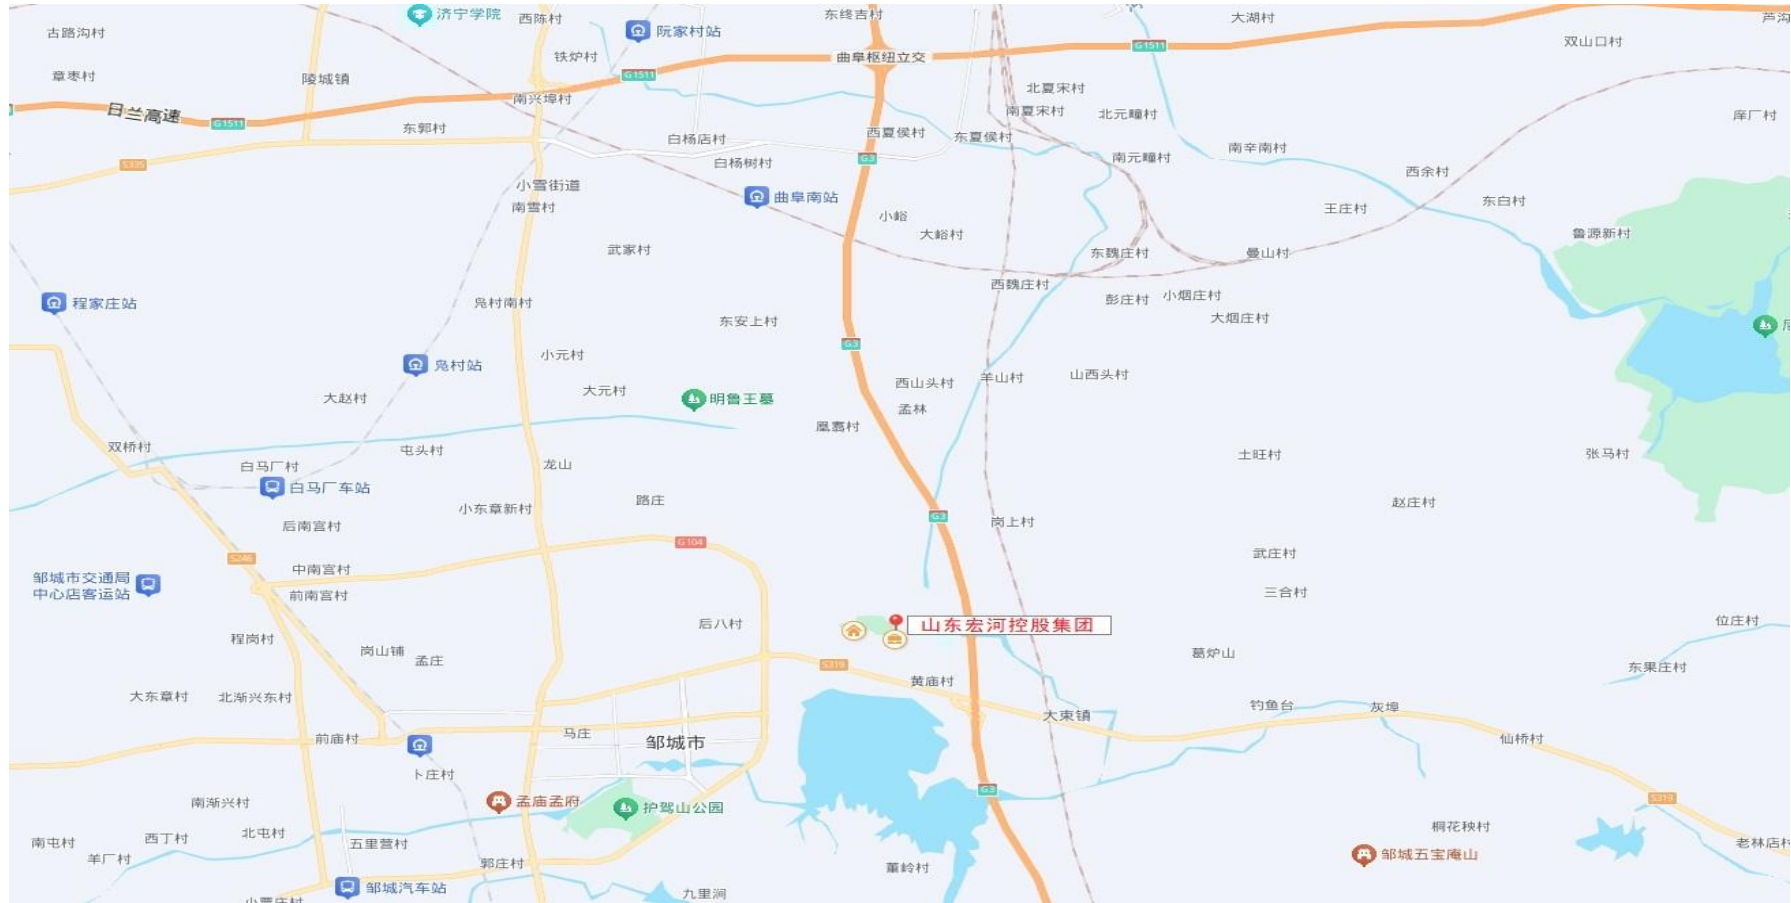 济宁学院
西陈村
东终吉村
大湖村
芦沟
古路沟村
阮家村站
双山口村
铁炉村
曲阜枢纽立交
G1511
章枣村
陵城镇
G1511
北夏宋村
南兴埠村
日兰高速
G1511
南夏宋村
北元疃村
庠厂村
东郭村
白杨店村
西夏侯村
东夏侯村
南辛南村
S335
白杨树村
G3
南元疃村
西余村
小雪街道
曲阜南站
东白村
南雪村
小峪
王庄村
大峪村
鲁源新村
武家村
东魏庄村
曼山村
西魏庄村
程家庄站
凫村南村
彭庄村
小烟庄村
东安上村
大烟庄村
G3
小元村
凫村站
西山头村
羊山村
山西头村
大赵村
大元村
明鲁王墓
孟林
凰翥村
双桥村
屯头村
土旺村
张马村
白马厂村
龙山
白马厂车站
路庄
赵庄村
小东章新村
G3
岗上村
后南宫村
G104
武庄村
S246
中南宫村
邹城市交通局
中心店客运站
前南宫村
三合村
后八村
山东宏河控股集团
位庄村
程岗村
岗山铺
孟庄
S319
葛炉山
东果庄村
黄庙村
大东章村
北渐兴东村
钓鱼台
灰埠
大束镇
前庙村
马庄
邹城市
仙桥村
卜庄村
G3
南渐兴村
孟庙孟府
护驾山公园
S319
北屯村
桐花秧村
南屯村
西丁村
五里营村
老林店村
羊厂村
郭庄村
董岭村
邹城五宝庵山
邹城汽车站
九里涧